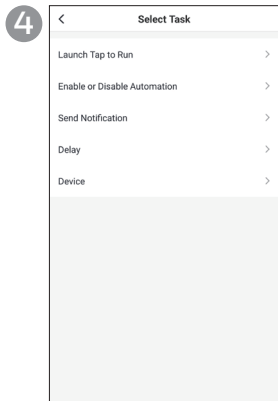 4
Select Task
Launch Tap to Run
Enable or Disable Automation
Send Notification
Delay
Device